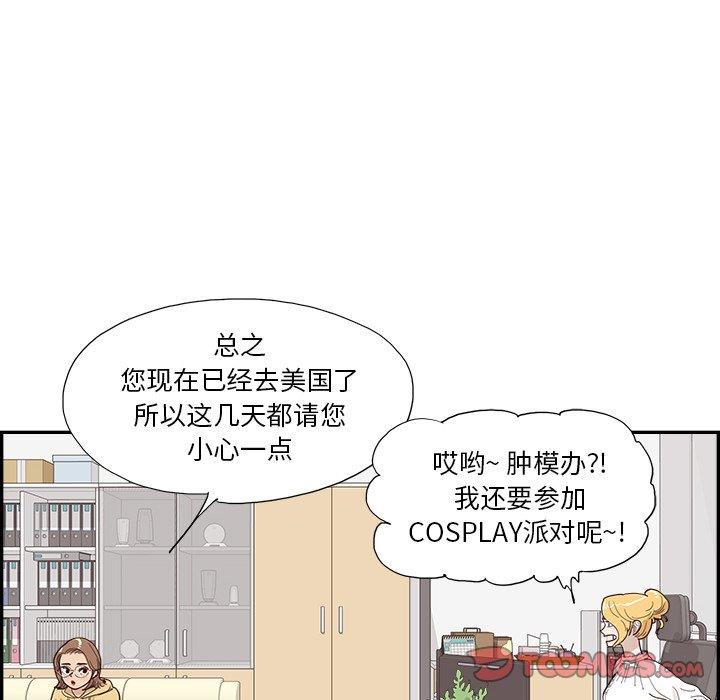 总之
您现在已经去美国了
所以这几天都请您
小心一点
哎哟~ 肿模办?!
我还要参加
COSPLAY派对呢~!
TOOMICS.COM